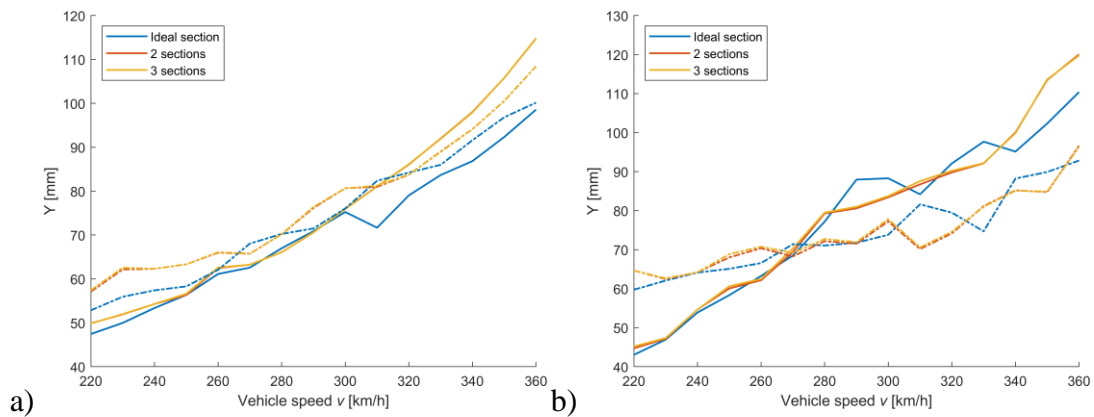 120
110
100
90
80
70
60
50
40
Y [mm]
Ideal section
2 sections
3 sections
220 240 260 280 300 320 340 360
Vehicle speed v [km/h]
a)
130
120
110
100
90
80
70
60
50
40
Y [mm]
Ideal section
2 sections
3 sections
220 240 260 280 300 320 340 360
Vehicle speed v [km/h]
b)